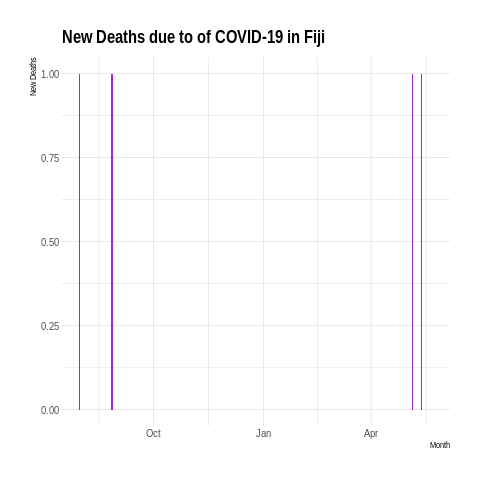 New Deaths due to of COVID-19 in Fiji
New Deaths
1.00
0.75
0.50
0.25
0.00
Oct
Jan
Apr
Month